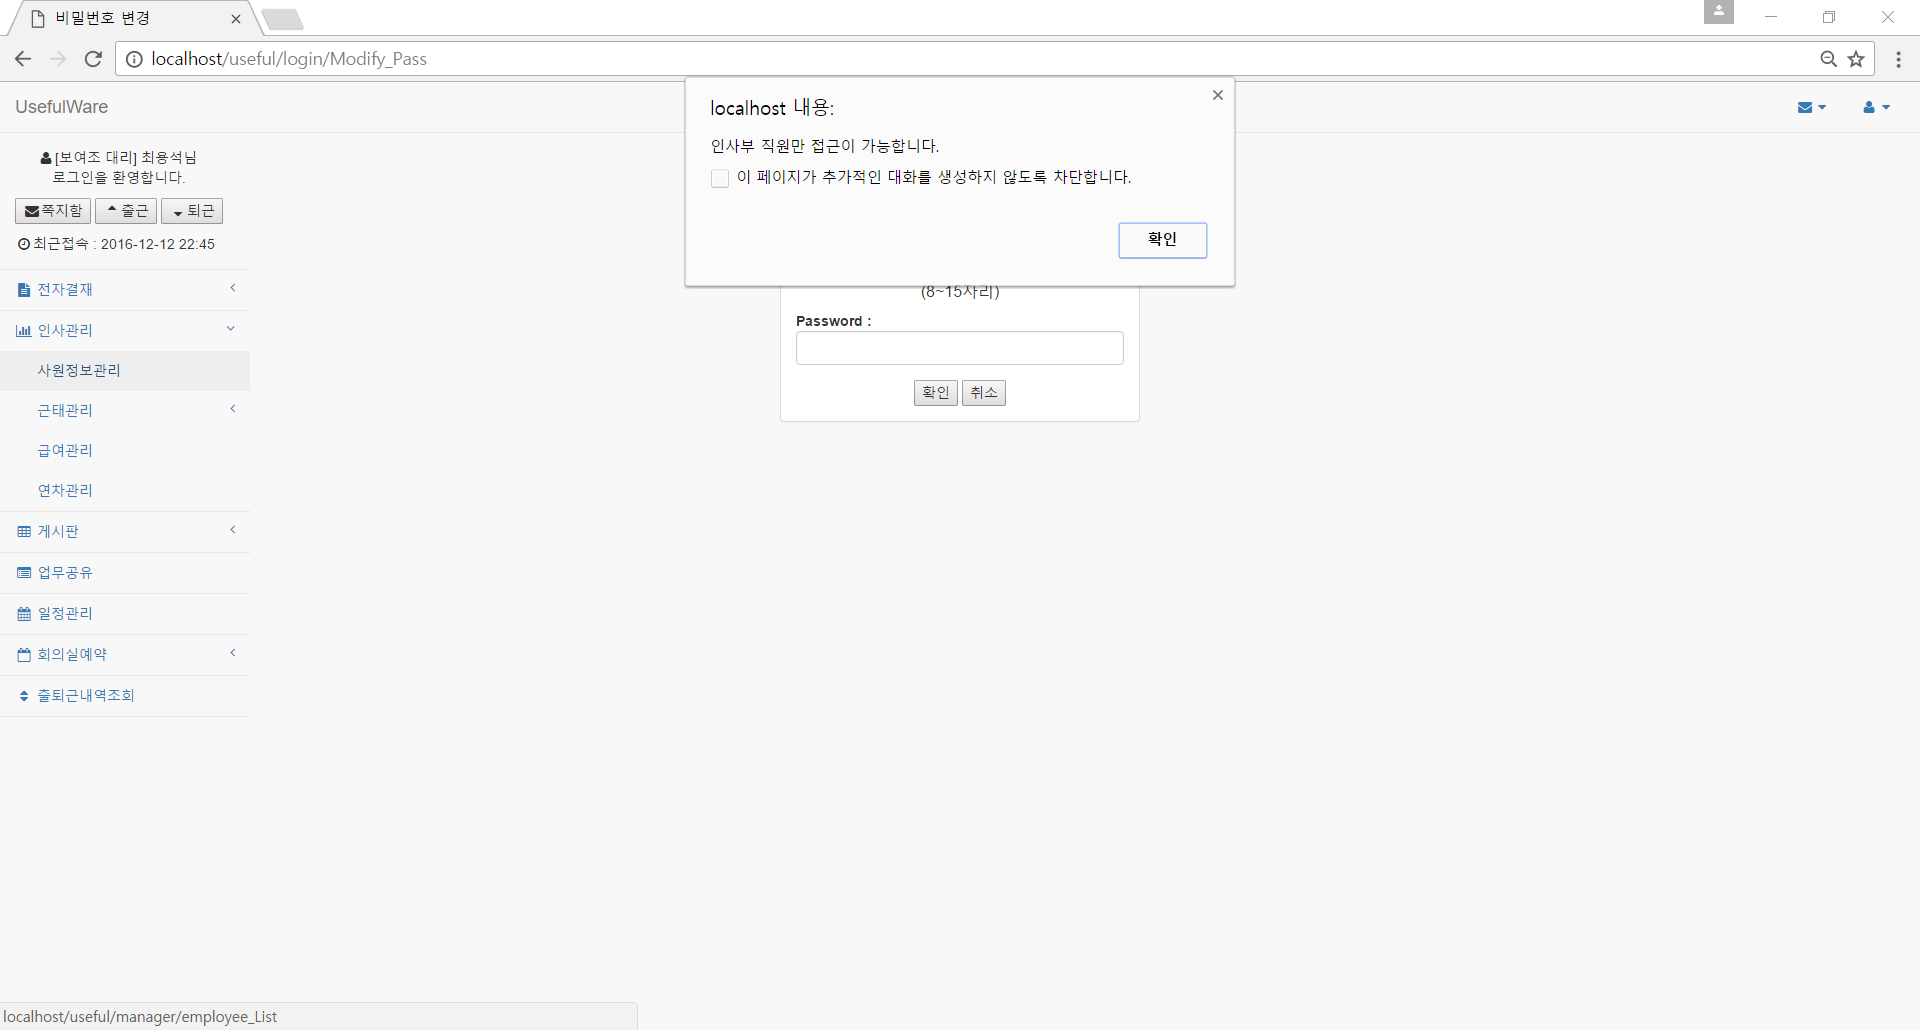 비밀번호 변경
localhost/useful/login/Modify_Pass
UsefulWare
localhost 내용:
인사부 직원만 접근이 가능합니다.
이 페이지가 추가적인 대화를 생성하지 않도록 차단합니다.
확인
[보여조 대리] 최용석님
로그인을 환영합니다.
쪽지함 출근 퇴근
최근접속 : 2016-12-12 22:45
전자결재
인사관리
사원정보관리
근태관리
급여관리
연차관리
게시판
업무공유
일정관리
회의실예약
출퇴근내역조회
(8~15자리)
Password :
확인 취소
localhost/useful/manager/employee_List